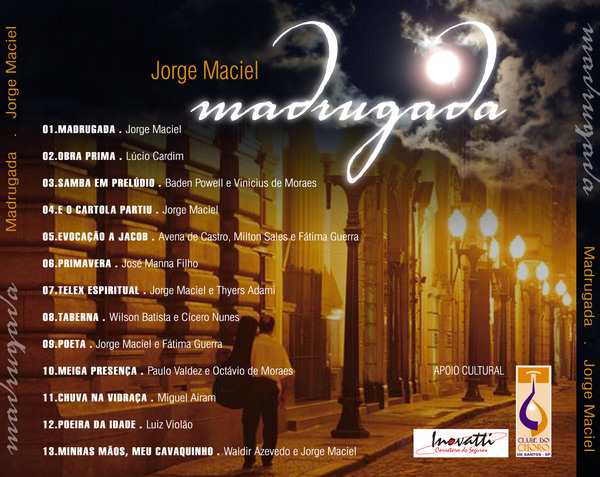 Jorge Maciel
madrugada
01.MADRUGADA . Jorge Maciel
02.OBRA PRIMA . Lúcio Cardim
03.SAMBA EM PRELÚDIO . Baden Powell e Vinicius de Moraes
04.E O CARTOLA PARTIU . Jorge Maciel
05.EVOCAÇÃO A JACOB . Avena de Castro, Milton Sales e Fátima Guerra
06.PRIMAVERA . José Manna Filho
07.TELEX ESPIRITUAL . Jorge Maciel e Thyers Adami
08.TABERNA . Wilson Batista e Cícero Nunes
09.POETA . Jorge Maciel e Fátima Guerra
10.MEIGA PRESENÇA . Paulo Valdez e Octávio de Moraes
11.CHUVA NA VIDRAÇA . Miguel Airam
12.POEIRA DA IDADE . Luiz Violão
13.MINHAS MÃOS, MEU CAVAQUINHO . Waldir Azevedo e Jorge Maciel
APOIO CULTURAL
Inovatti
Corretora de Seguros
CLUBE DO
CHORO
DE SANTOS - SP
madrugada
Madrugada . Jorge Maciel
madrugada
Madrugada . Jorge Maciel